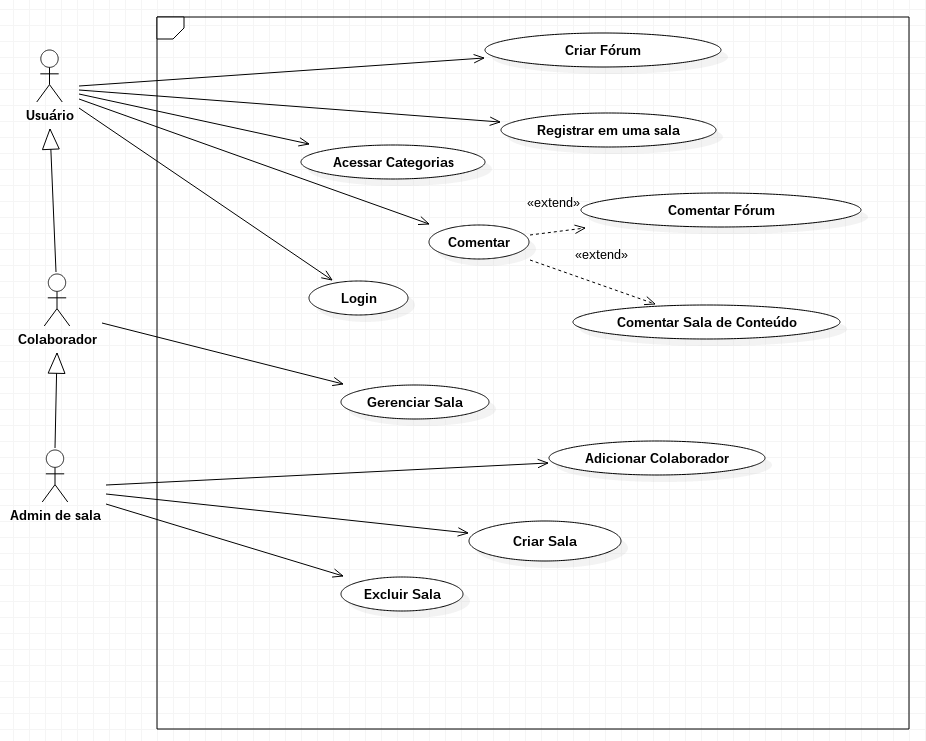 Criar Fórum
Usuário
Registrar em uma sala
Acessar Categorias
«extend»
Comentar Fórum
Comentar
«extend»
Login
Comentar Sala de Conteúdo
Colaborador
Gerenciar Sala
Adicionar Colaborador
Admin de sala
Criar Sala
Excluir Sala